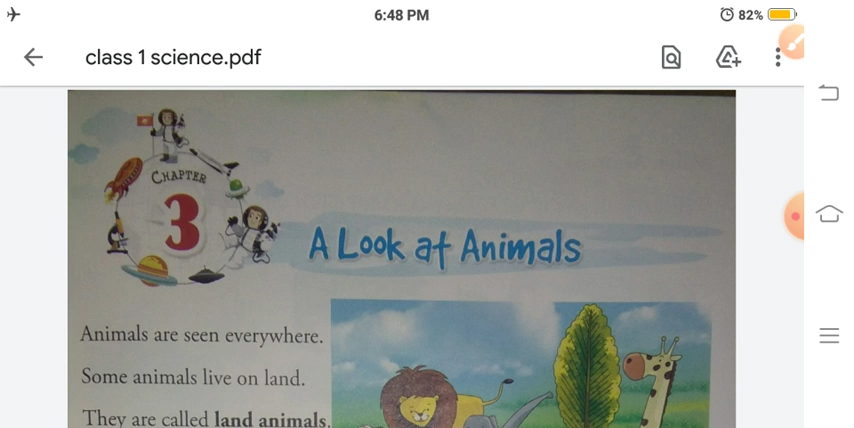 6:48 PM
82%
class 1 science.pdf
CHAPTER
3
A Look at Animals
Animals are seen everywhere.
Some animals live on land.
They are called land animals.